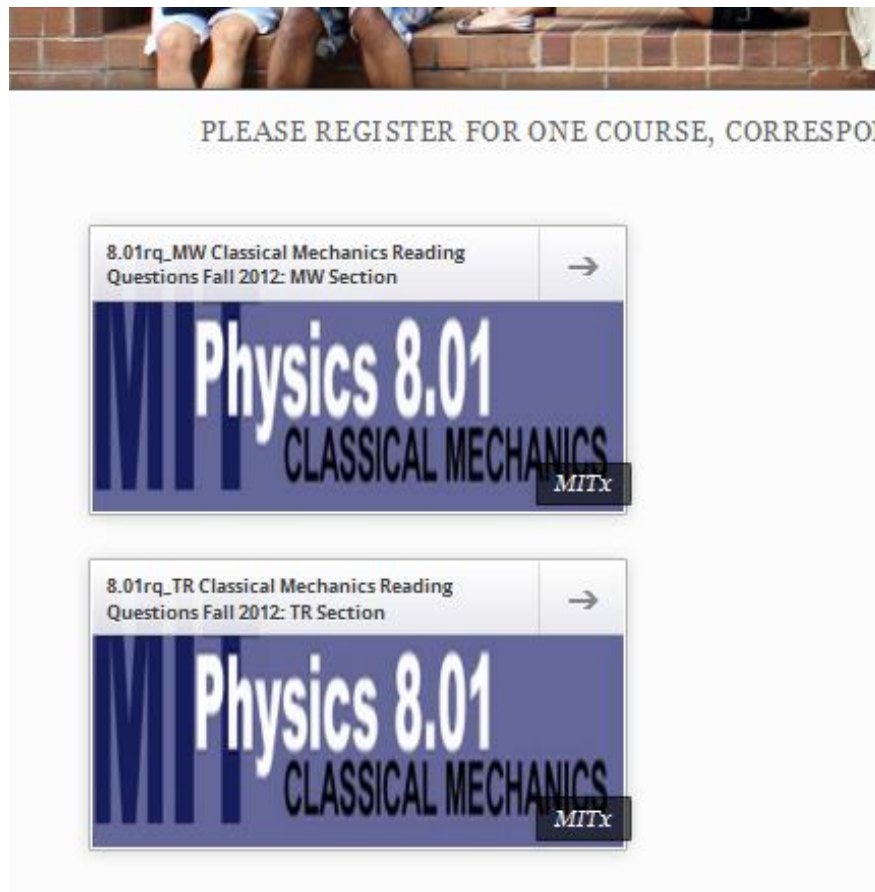 PLEASE REGISTER FOR ONE COURSE,
8.01rq_MW Classical Mechanics Reading
Questions Fall 2012: MW Section
MIT
Physics 8.01
CLASSICAL MECHANICS
MITx
8.01rq_TR Classical Mechanics Reading
Questions Fall 2012: TR Section
MIT
Physics 8.01
CLASSICAL MECHANICS
MITx